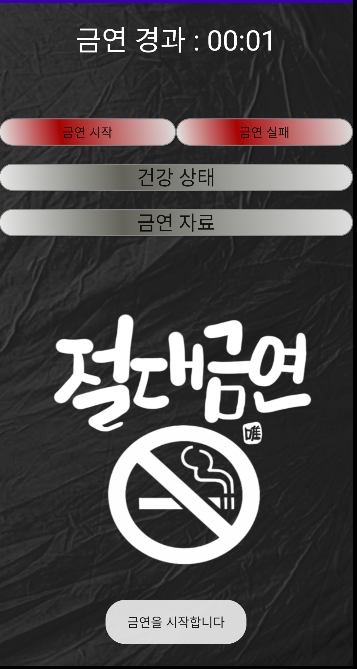 금연 경과 : 00:01
금연 시작 금연 실패
건강 상태
금연 자료
절대금연
금연을 시작합니다